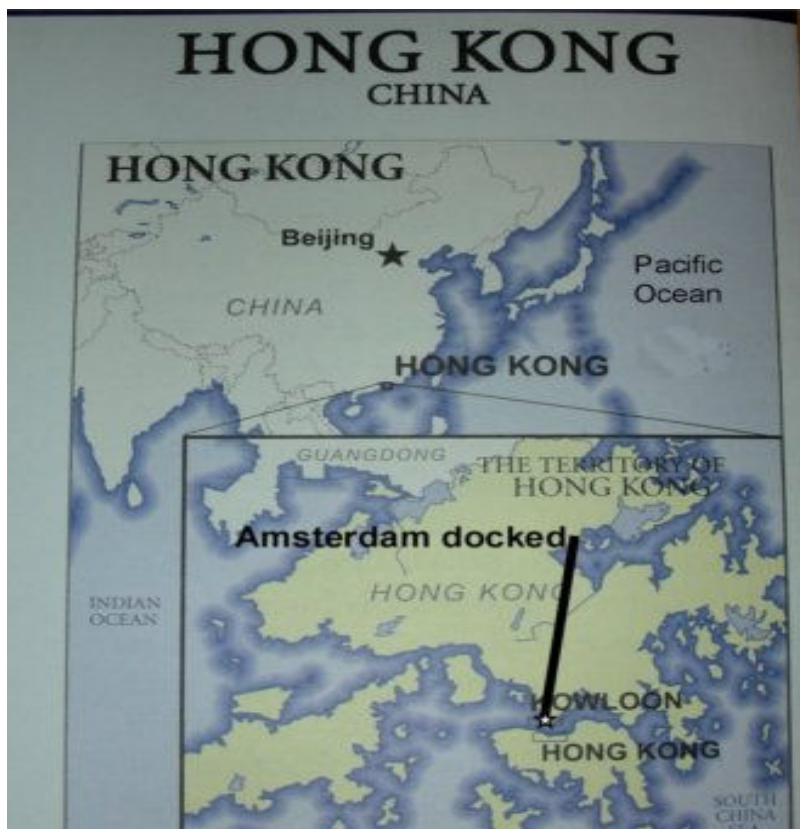 HONG KONG
CHINA
HONG KONG
Beijing
Pacific
Ocean
CHINA
HONG KONG
GUANGDONG
THE TERRITORY OF
HONG KONG
Amsterdam docked
HONG KONG
INDIAN
OCEAN
KOWLOON
HONG KONG
SOUTH
CHINA